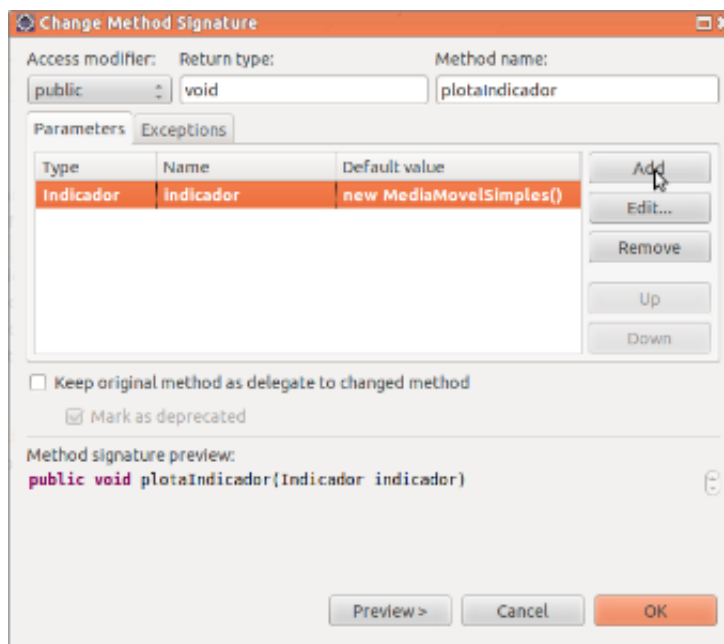 Change Method Signature
Access modifier: Return type: Method name:
public void plotaIndicador
Parameters Exceptions
Type Name Default value
Indicador indicador new MediaMovelSimples()
Add
Edit...
Remove
Up
Down
Keep original method as delegate to changed method
Mark as deprecated
Method signature preview:
public void plotaIndicador(Indicador indicador)
Preview > Cancel OK